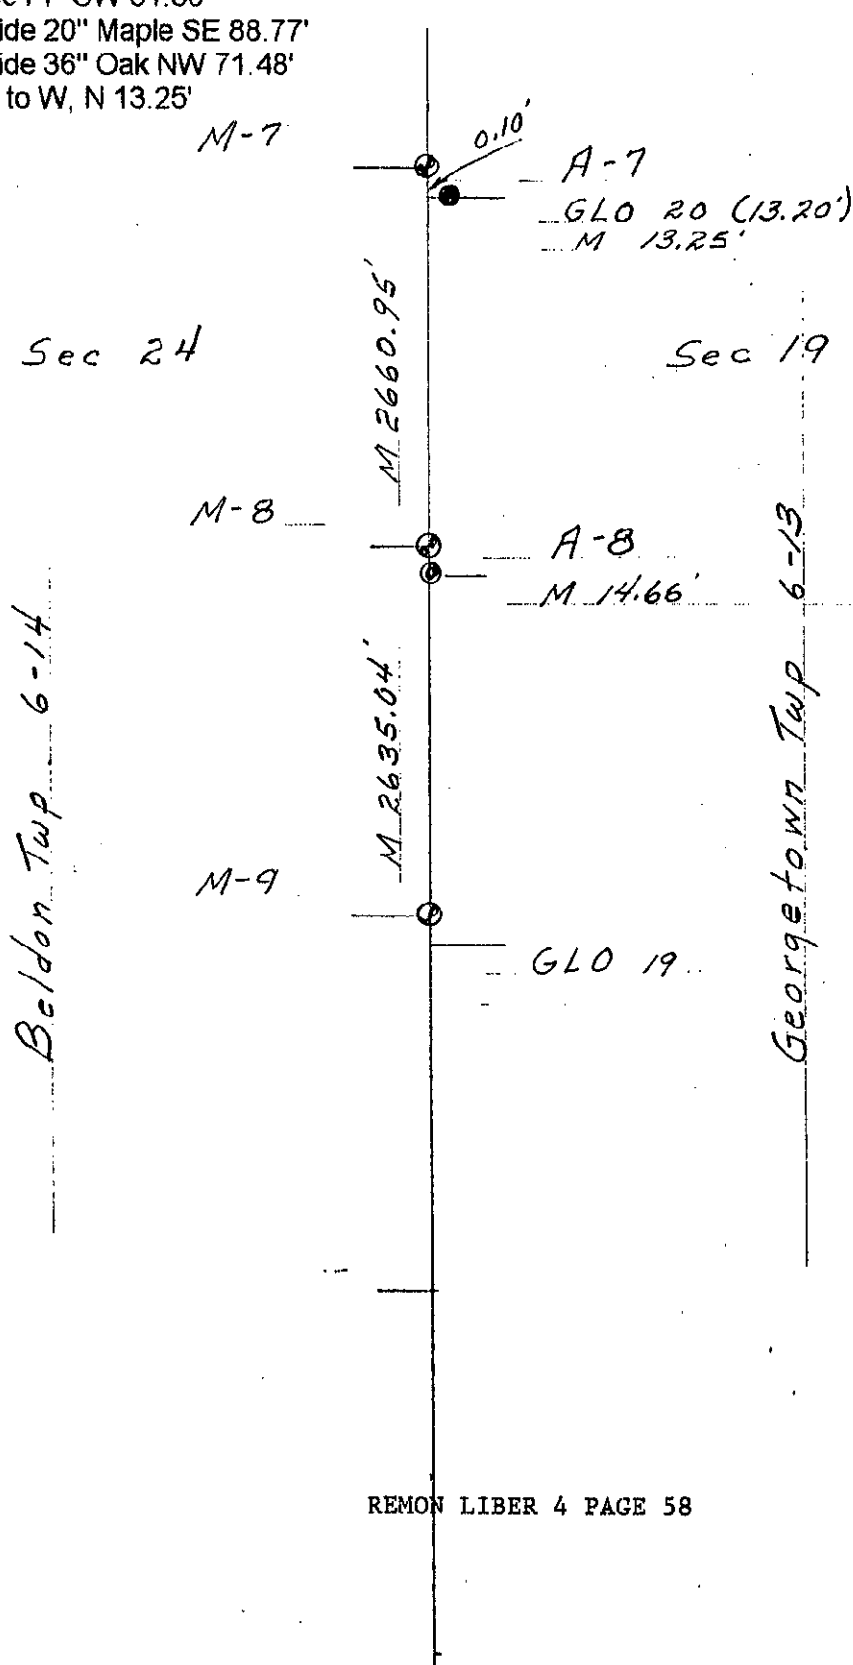 ide 20" Maple SE 88.77'
ide 36" Oak NW 71.48'
to W, N 13.25'
M-7
0.10'
A-7
GLO 20 (13.20')
M 13.25'
M 2660.95'
Sec 24
Sec 19
M-8
A-8
M 14.66'
Beldon Twp 6-14
Georgetown Twp 6-13
M 2635.04'
M-9
GLO 19
REMON LIBER 4 PAGE 58